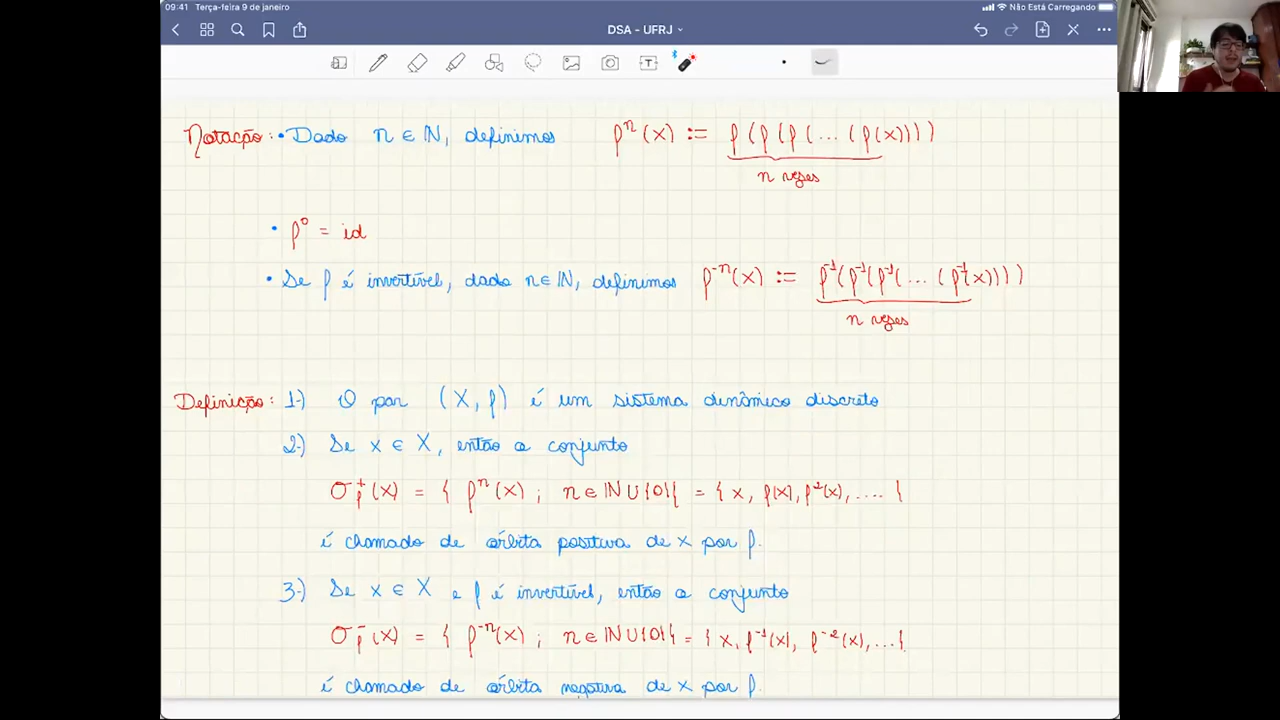 09:41 Terça-feira 9 de janeiro
Não Está Carregando
DSA - UFRJ
Notação: • Dado n ∈ ℕ, definimos f^n(x) := f(f(f(...(f(x))))
n vezes
• f^0 = id
• Se f é invertível, dado n∈ℕ, definimos f^-n(x) := f^-1(f^-1(f^-1(...(f^-1(x))))
n vezes
Definição: 1-) O par (X, f) é um sistema dinâmico discreto
2-) Se x ∈ X, então o conjunto
O_f^+(x) = { f^n(x) ; n ∈ ℕ ∪ {0}} = { x, f(x), f^2(x), .... }
é chamado de órbita positiva de x por f.
3-) Se x ∈ X e f é invertível, então o conjunto
O_f^-(x) = { f^-n(x) ; n ∈ ℕ ∪ {0}} = { x, f^-1(x), f^-2(x), ...}.
é chamado de órbita negativa de x por f.